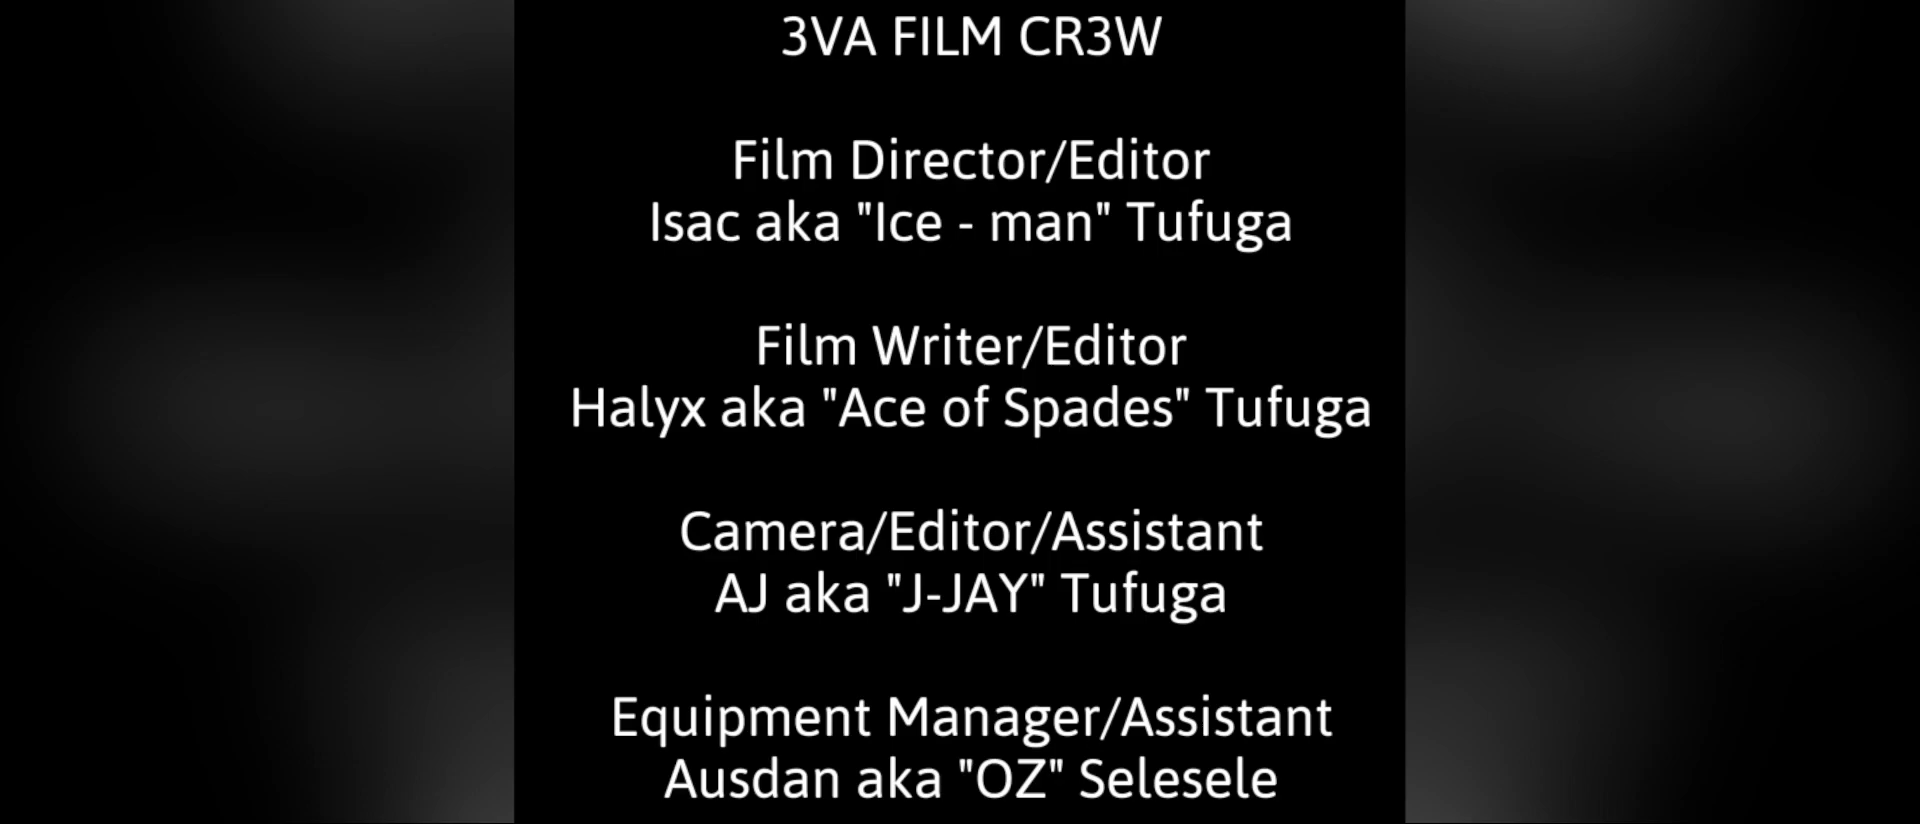 3VA FILM CR3W
Film Director/Editor
Isac aka "Ice - man" Tufuga
Film Writer/Editor
Halyx aka "Ace of Spades" Tufuga
Camera/Editor/Assistant
AJ aka "J-JAY" Tufuga
Equipment Manager/Assistant
Ausdan aka "OZ" Selesele